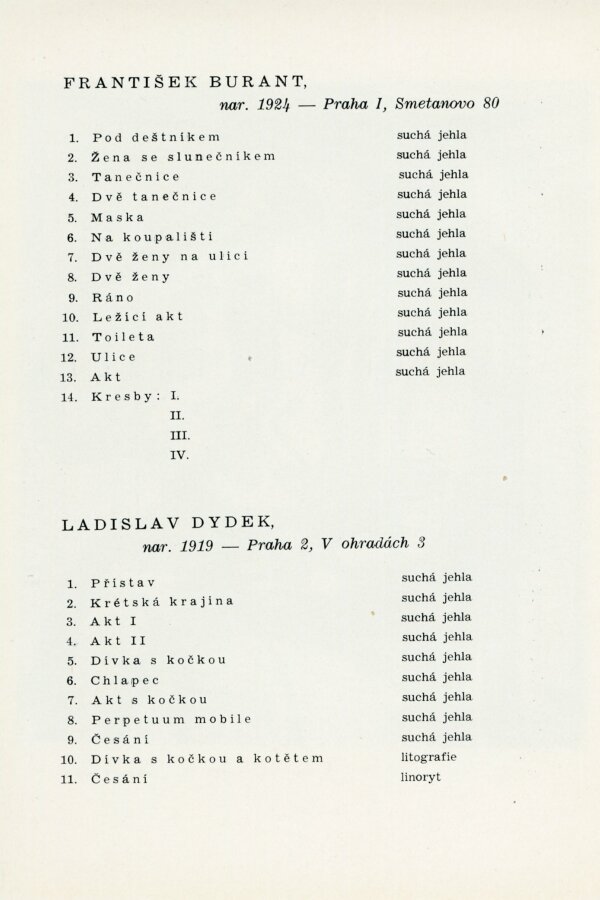 FRANTIŠEK BURANT,
nar. 1924 — Praha I, Smetanovo 80
1. Pod deštníkem suchá jehla
2. Žena se slunečníkem suchá jehla
3. Tanečnice suchá jehla
4. Dvě tanečnice suchá jehla
5. Maska suchá jehla
6. Na koupališti suchá jehla
7. Dvě ženy na ulici suchá jehla
8. Dvě ženy suchá jehla
9. Ráno suchá jehla
10. Ležící akt suchá jehla
11. Toileta suchá jehla
12. Ulice suchá jehla
13. Akt suchá jehla
14. Kresby: I.
II.
III.
IV.
LADISLAV DYDEK,
nar. 1919 — Praha 2, V ohradách 3
1. Přístav suchá jehla
2. Krétská krajina suchá jehla
3. Akt I suchá jehla
4. Akt II suchá jehla
5. Dívka s kočkou suchá jehla
6. Chlapec suchá jehla
7. Akt s kočkou suchá jehla
8. Perpetuum mobile suchá jehla
9. Česání suchá jehla
10. Dívka s kočkou a kotětem litografie
11. Česání linoryt